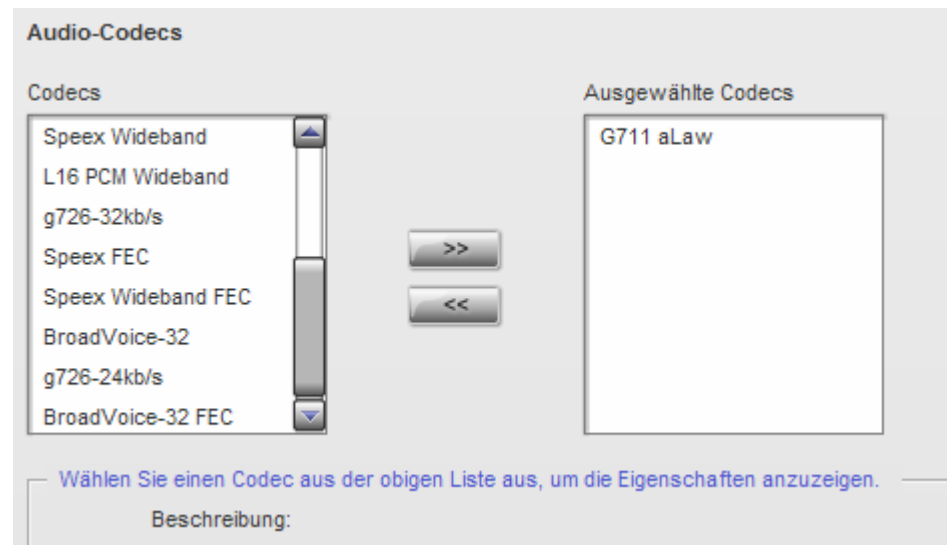 Audio-Codecs
Codecs
Speex Wideband
L16 PCM Wideband
g726-32kb/s
Speex FEC
Speex Wideband FEC
BroadVoice-32
g726-24kb/s
BroadVoice-32 FEC
>>
<<
Ausgewählte Codecs
G711 aLaw
Wählen Sie einen Codec aus der obigen Liste aus, um die Eigenschaften anzuzeigen.
Beschreibung: